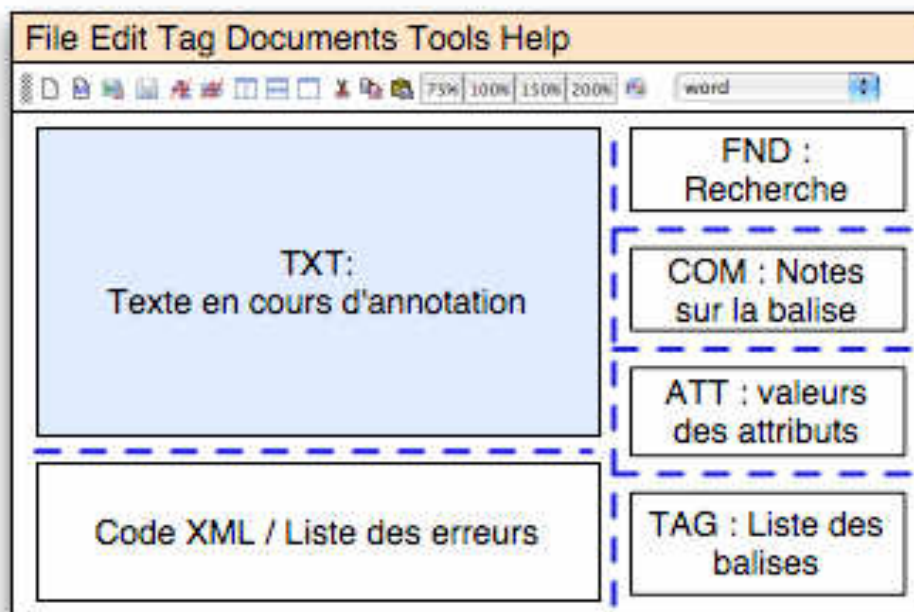 File Edit Tag Documents Tools Help
75% 100% 150% 200% word
TXT:
Texte en cours d'annotation
Code XML / Liste des erreurs
FND :
Recherche
COM : Notes
sur la balise
ATT : valeurs
des attributs
TAG : Liste des
balises